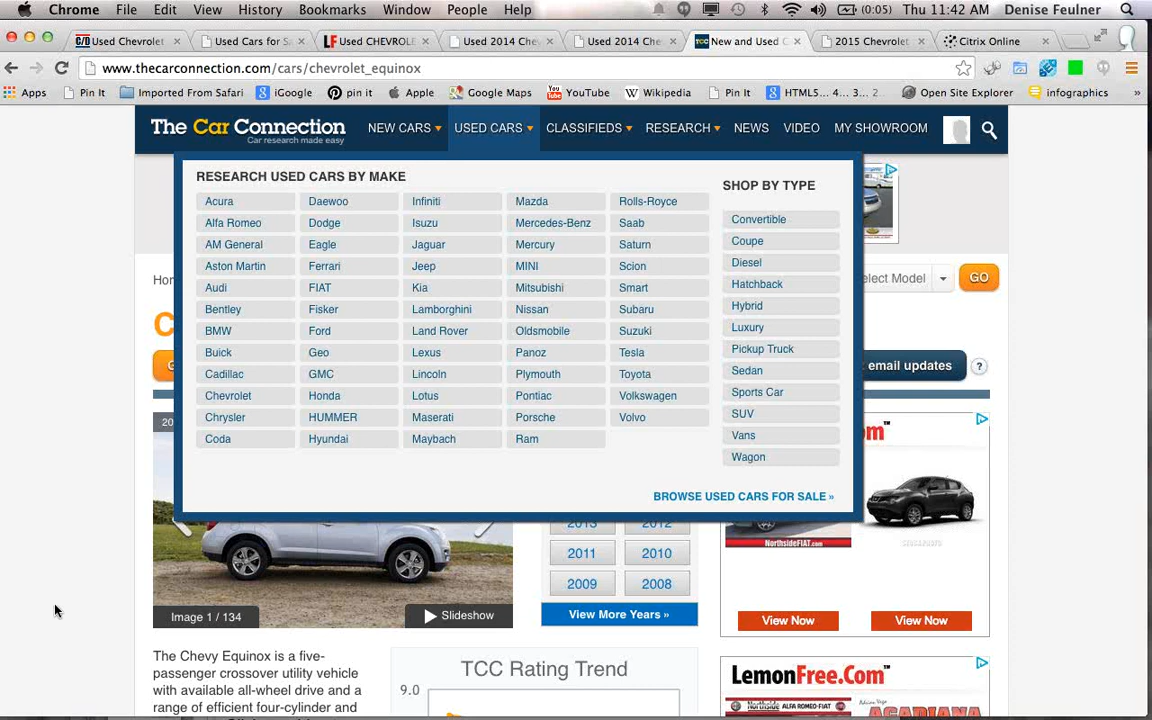 Chrome File Edit View History Bookmarks Window People Help (0:05) Thu 11:42 AM Denise Feulner
Used Chevrolet Used Cars for Sa Used CHEVROLE Used 2014 Che Used 2014 Che New and Used C 2015 Chevrolet Citrix Online
www.thecarconnection.com/cars/chevrolet_equinox
Apps Pin It Imported From Safari iGoogle pin it Apple Google Maps YouTube Wikipedia Pin It HTML5... 4... 3... 2... Open Site Explorer infographics »
The Car Connection
Car research made easy
NEW CARS USED CARS CLASSIFIEDS RESEARCH NEWS VIDEO MY SHOWROOM
RESEARCH USED CARS BY MAKE
Acura Daewoo Infiniti Mazda Rolls-Royce
Alfa Romeo Dodge Isuzu Mercedes-Benz Saab
AM General Eagle Jaguar Mercury Saturn
Aston Martin Ferrari Jeep MINI Scion
Audi FIAT Kia Mitsubishi Smart
Bentley Fisker Lamborghini Nissan Subaru
BMW Ford Land Rover Oldsmobile Suzuki
Buick Geo Lexus Panoz Tesla
Cadillac GMC Lincoln Plymouth Toyota
Chevrolet Honda Lotus Pontiac Volkswagen
Chrysler HUMMER Maserati Porsche Volvo
Coda Hyundai Maybach Ram
SHOP BY TYPE
Convertible
Coupe
Diesel
Hatchback
Hybrid
Luxury
Pickup Truck
Sedan
Sports Car
SUV
Vans
Wagon
BROWSE USED CARS FOR SALE »
Hom
elect Model GO
email updates ?
20
om
2013 2012
2011 2010
2009 2008
View More Years »
Image 1 / 134 Slideshow
NorthsideFIAT.com
View Now View Now
The Chevy Equinox is a five-
passenger crossover utility vehicle
with available all-wheel drive and a
range of efficient four-cylinder and
TCC Rating Trend
9.0
LemonFree.Com™
NORTHSIDE ALFA ROMEO-FIAT
ACADIANA